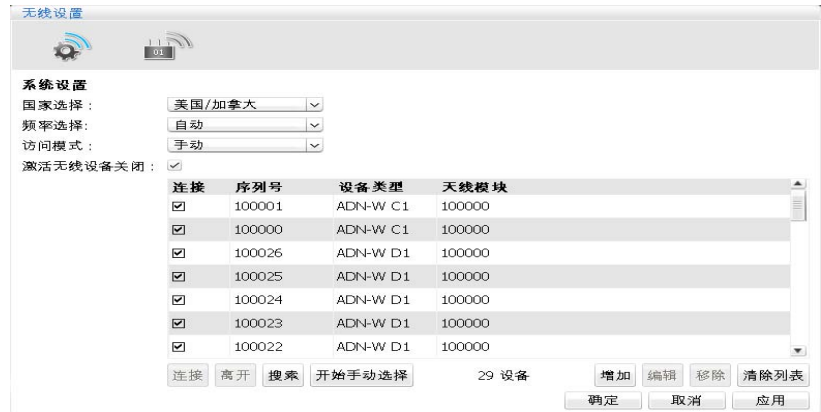 无线设置
01
系统设置
国家选择： 美国/加拿大
频率选择: 自动
访问模式： 手动
激活无线设备关闭：
连接 序列号 设备类型 天线模块
100001 ADN-W C1 100000
100000 ADN-W C1 100000
100026 ADN-W D1 100000
100025 ADN-W D1 100000
100024 ADN-W D1 100000
100023 ADN-W D1 100000
100022 ADN-W D1 100000
连接 离开 搜索 开始手动选择 29 设备 增加 编辑 移除 清除列表
确定 取消 应用